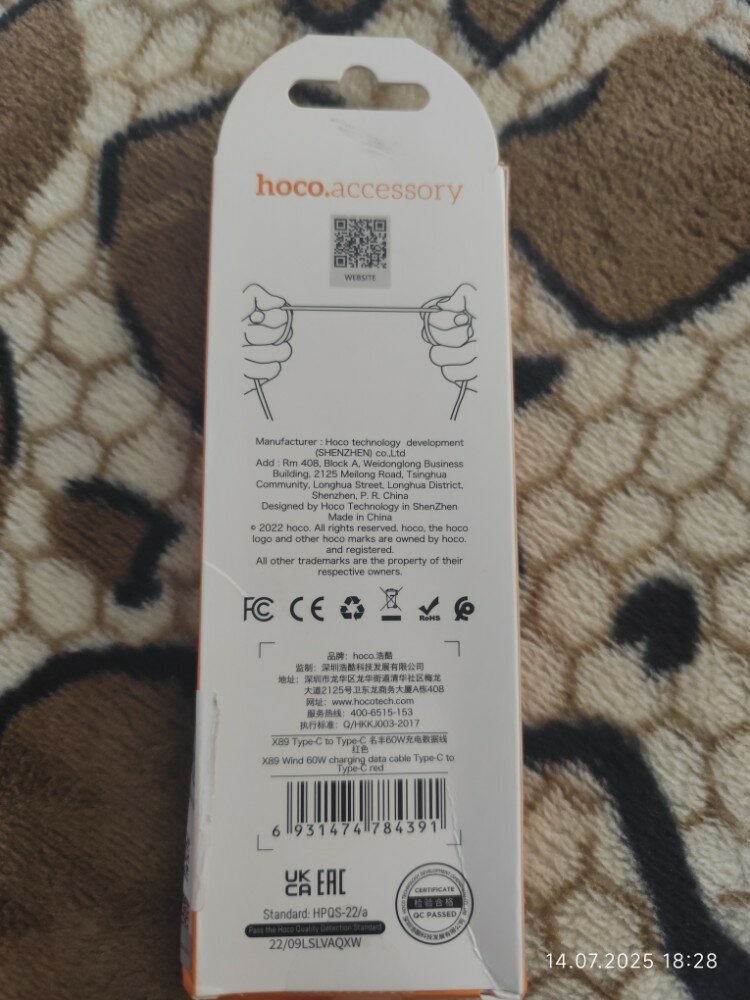 hoco.accessory
WEBSITE
Manufacturer : Hoco technology development
(SHENZHEN) co.,Ltd
Add : Rm 408, Block A, Weidonglong Business
Building, 2125 Meilong Road, Tsinghua
Community, Longhua Street, Longhua District,
Shenzhen, P. R. China
Designed by Hoco Technology in ShenZhen
Made in China
© 2022 hoco. All rights reserved. hoco, the hoco
logo and other hoco marks are owned by hoco.
and registered.
All other trademarks are the property of their
respective owners.
FC CE RoHS
品牌：hoco.浩酷
监制：深圳浩酷科技发展有限公司
地址：深圳市龙华区龙华街道清华社区梅龙
大道2125号卫东龙商务大厦A栋408
网址：www.hocotech.com
服务热线：400-6515-153
执行标准：Q/HKKJ003-2017
X89 Type-C to Type-C 名丰60W充电数据线
红色
X89 Wind 60W charging data cable Type-C to
Type-C red
6 931474 784391
UK
CA EAC
Standard: HPQS-22/a
Pass the Hoco Quality Detection Standard
22/09LSLVAQXW
CERTIFICATE
检验合格
QC PASSED
14.07.2025 18:28